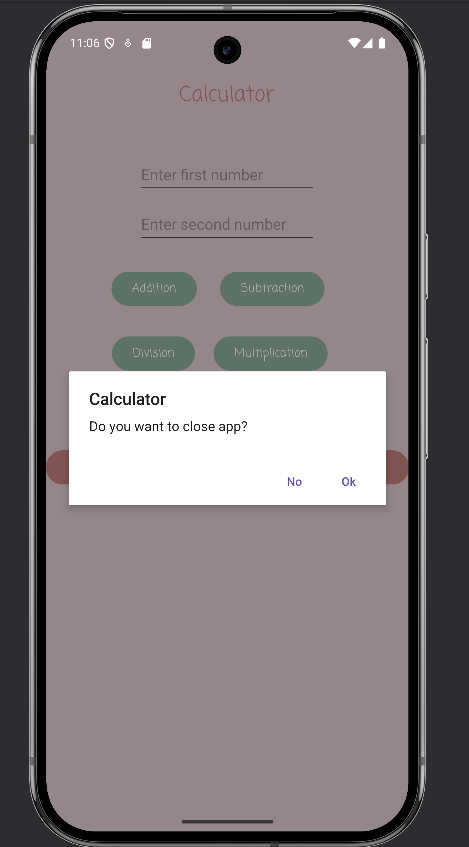 11:06
Calculator
Enter first number
Enter second number
Addition Subtraction
Division Multiplication
Calculator
Do you want to close app?
No Ok